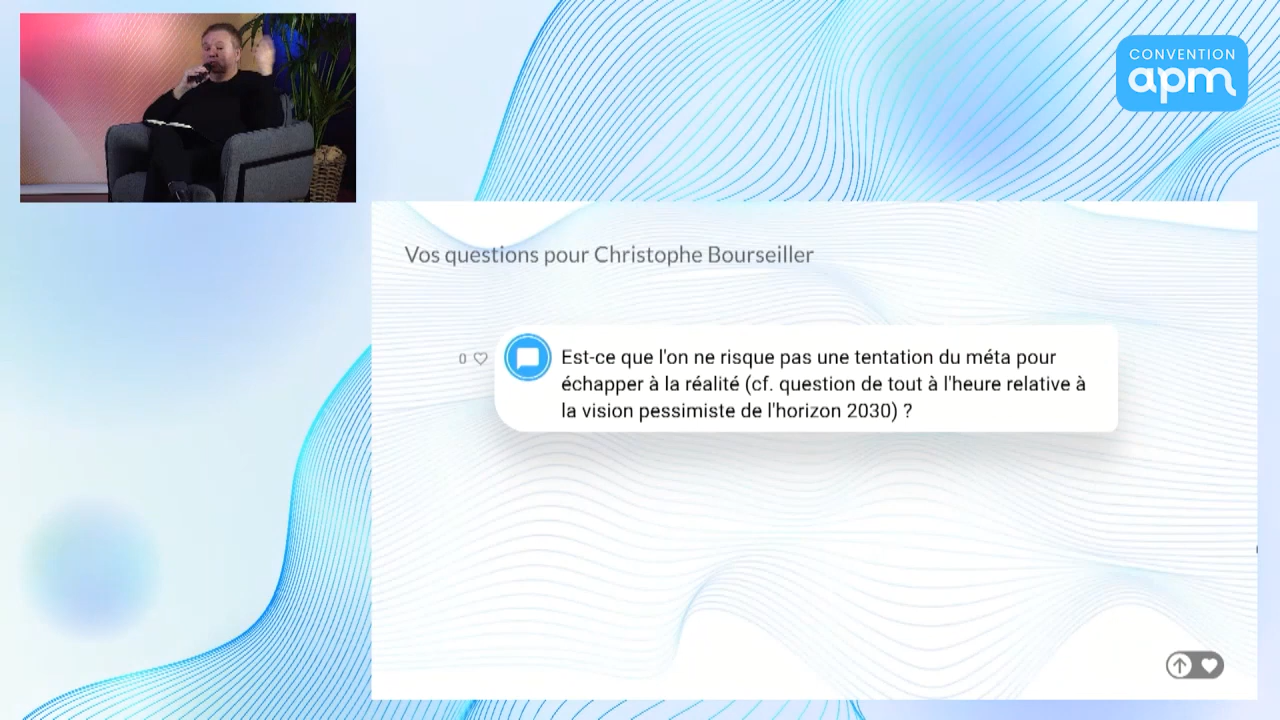 CONVENTION
apm
Vos questions pour Christophe Bourseiller
0
Est-ce que l'on ne risque pas une tentation du méta pour
échapper à la réalité (cf. question de tout à l'heure relative à
la vision pessimiste de l'horizon 2030) ?